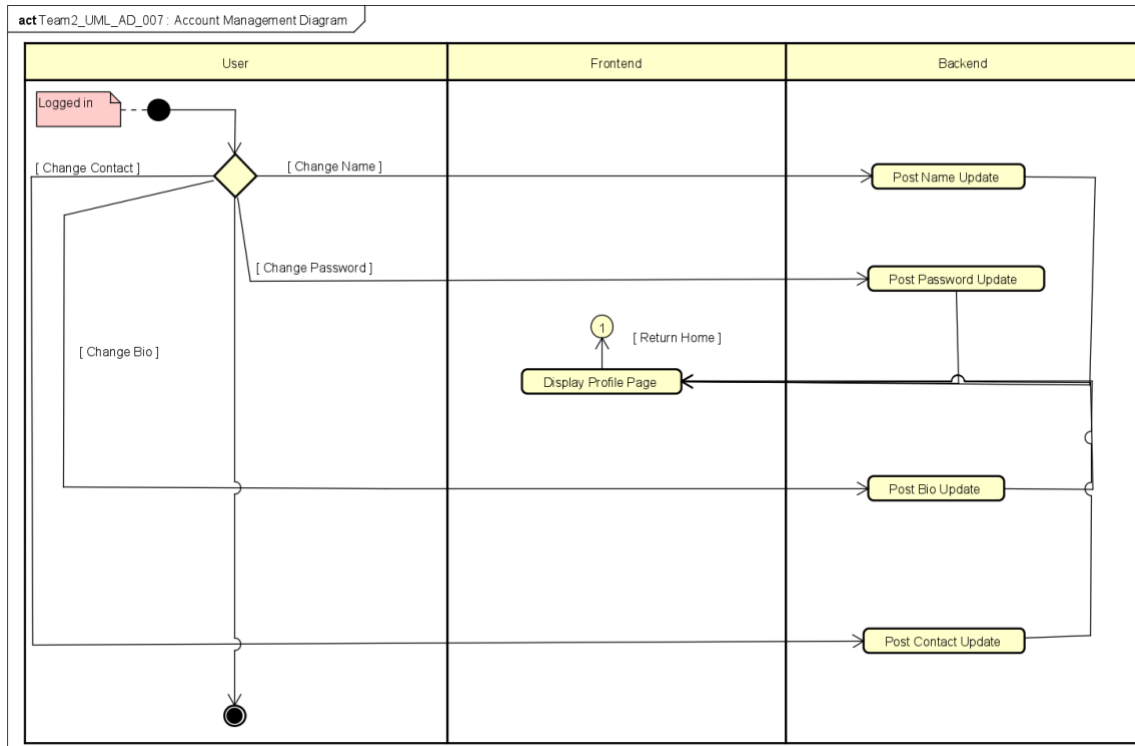 act Team2_UML_AD_007 : Account Management Diagram
User
Frontend
Backend
Logged in
[ Change Contact ]
[ Change Name ]
Post Name Update
[ Change Password ]
Post Password Update
1
[ Return Home ]
[ Change Bio ]
Display Profile Page
Post Bio Update
Post Contact Update